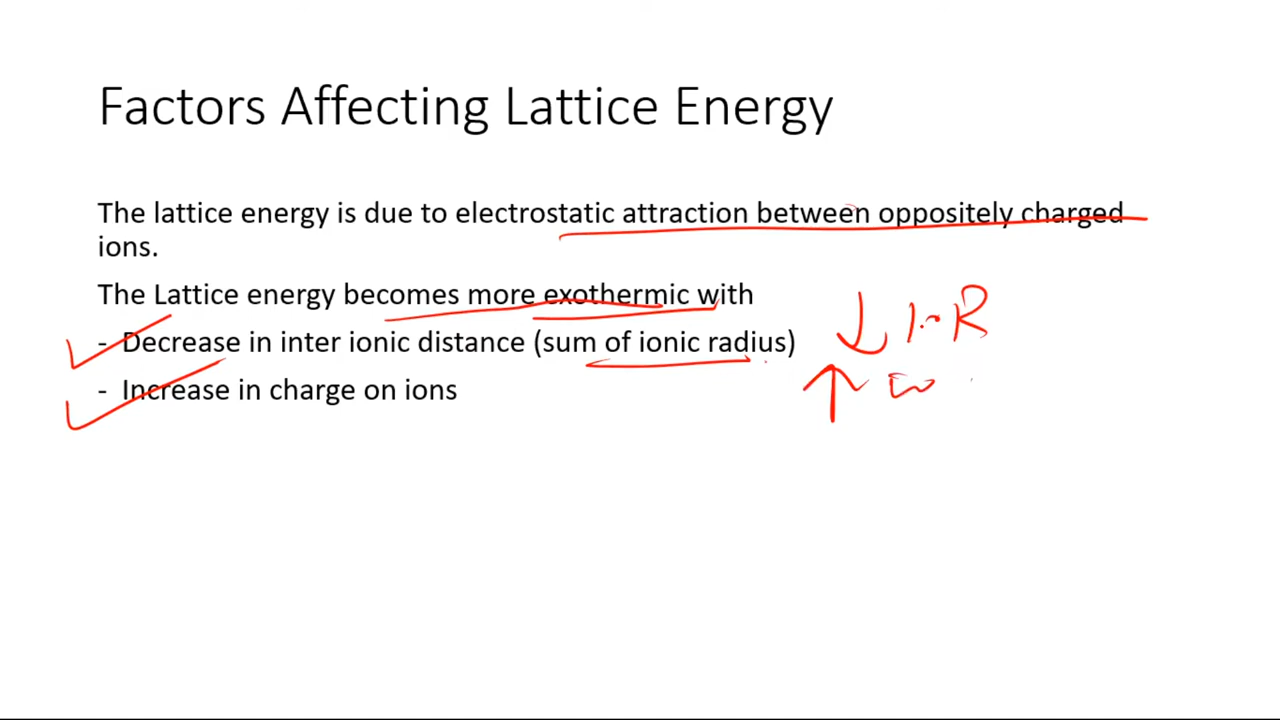 Factors Affecting Lattice Energy
The lattice energy is due to electrostatic attraction between oppositely charged
ions.
The Lattice energy becomes more exothermic with
- Decrease in inter ionic distance (sum of ionic radius)
- Increase in charge on ions
↓ I.R
↑